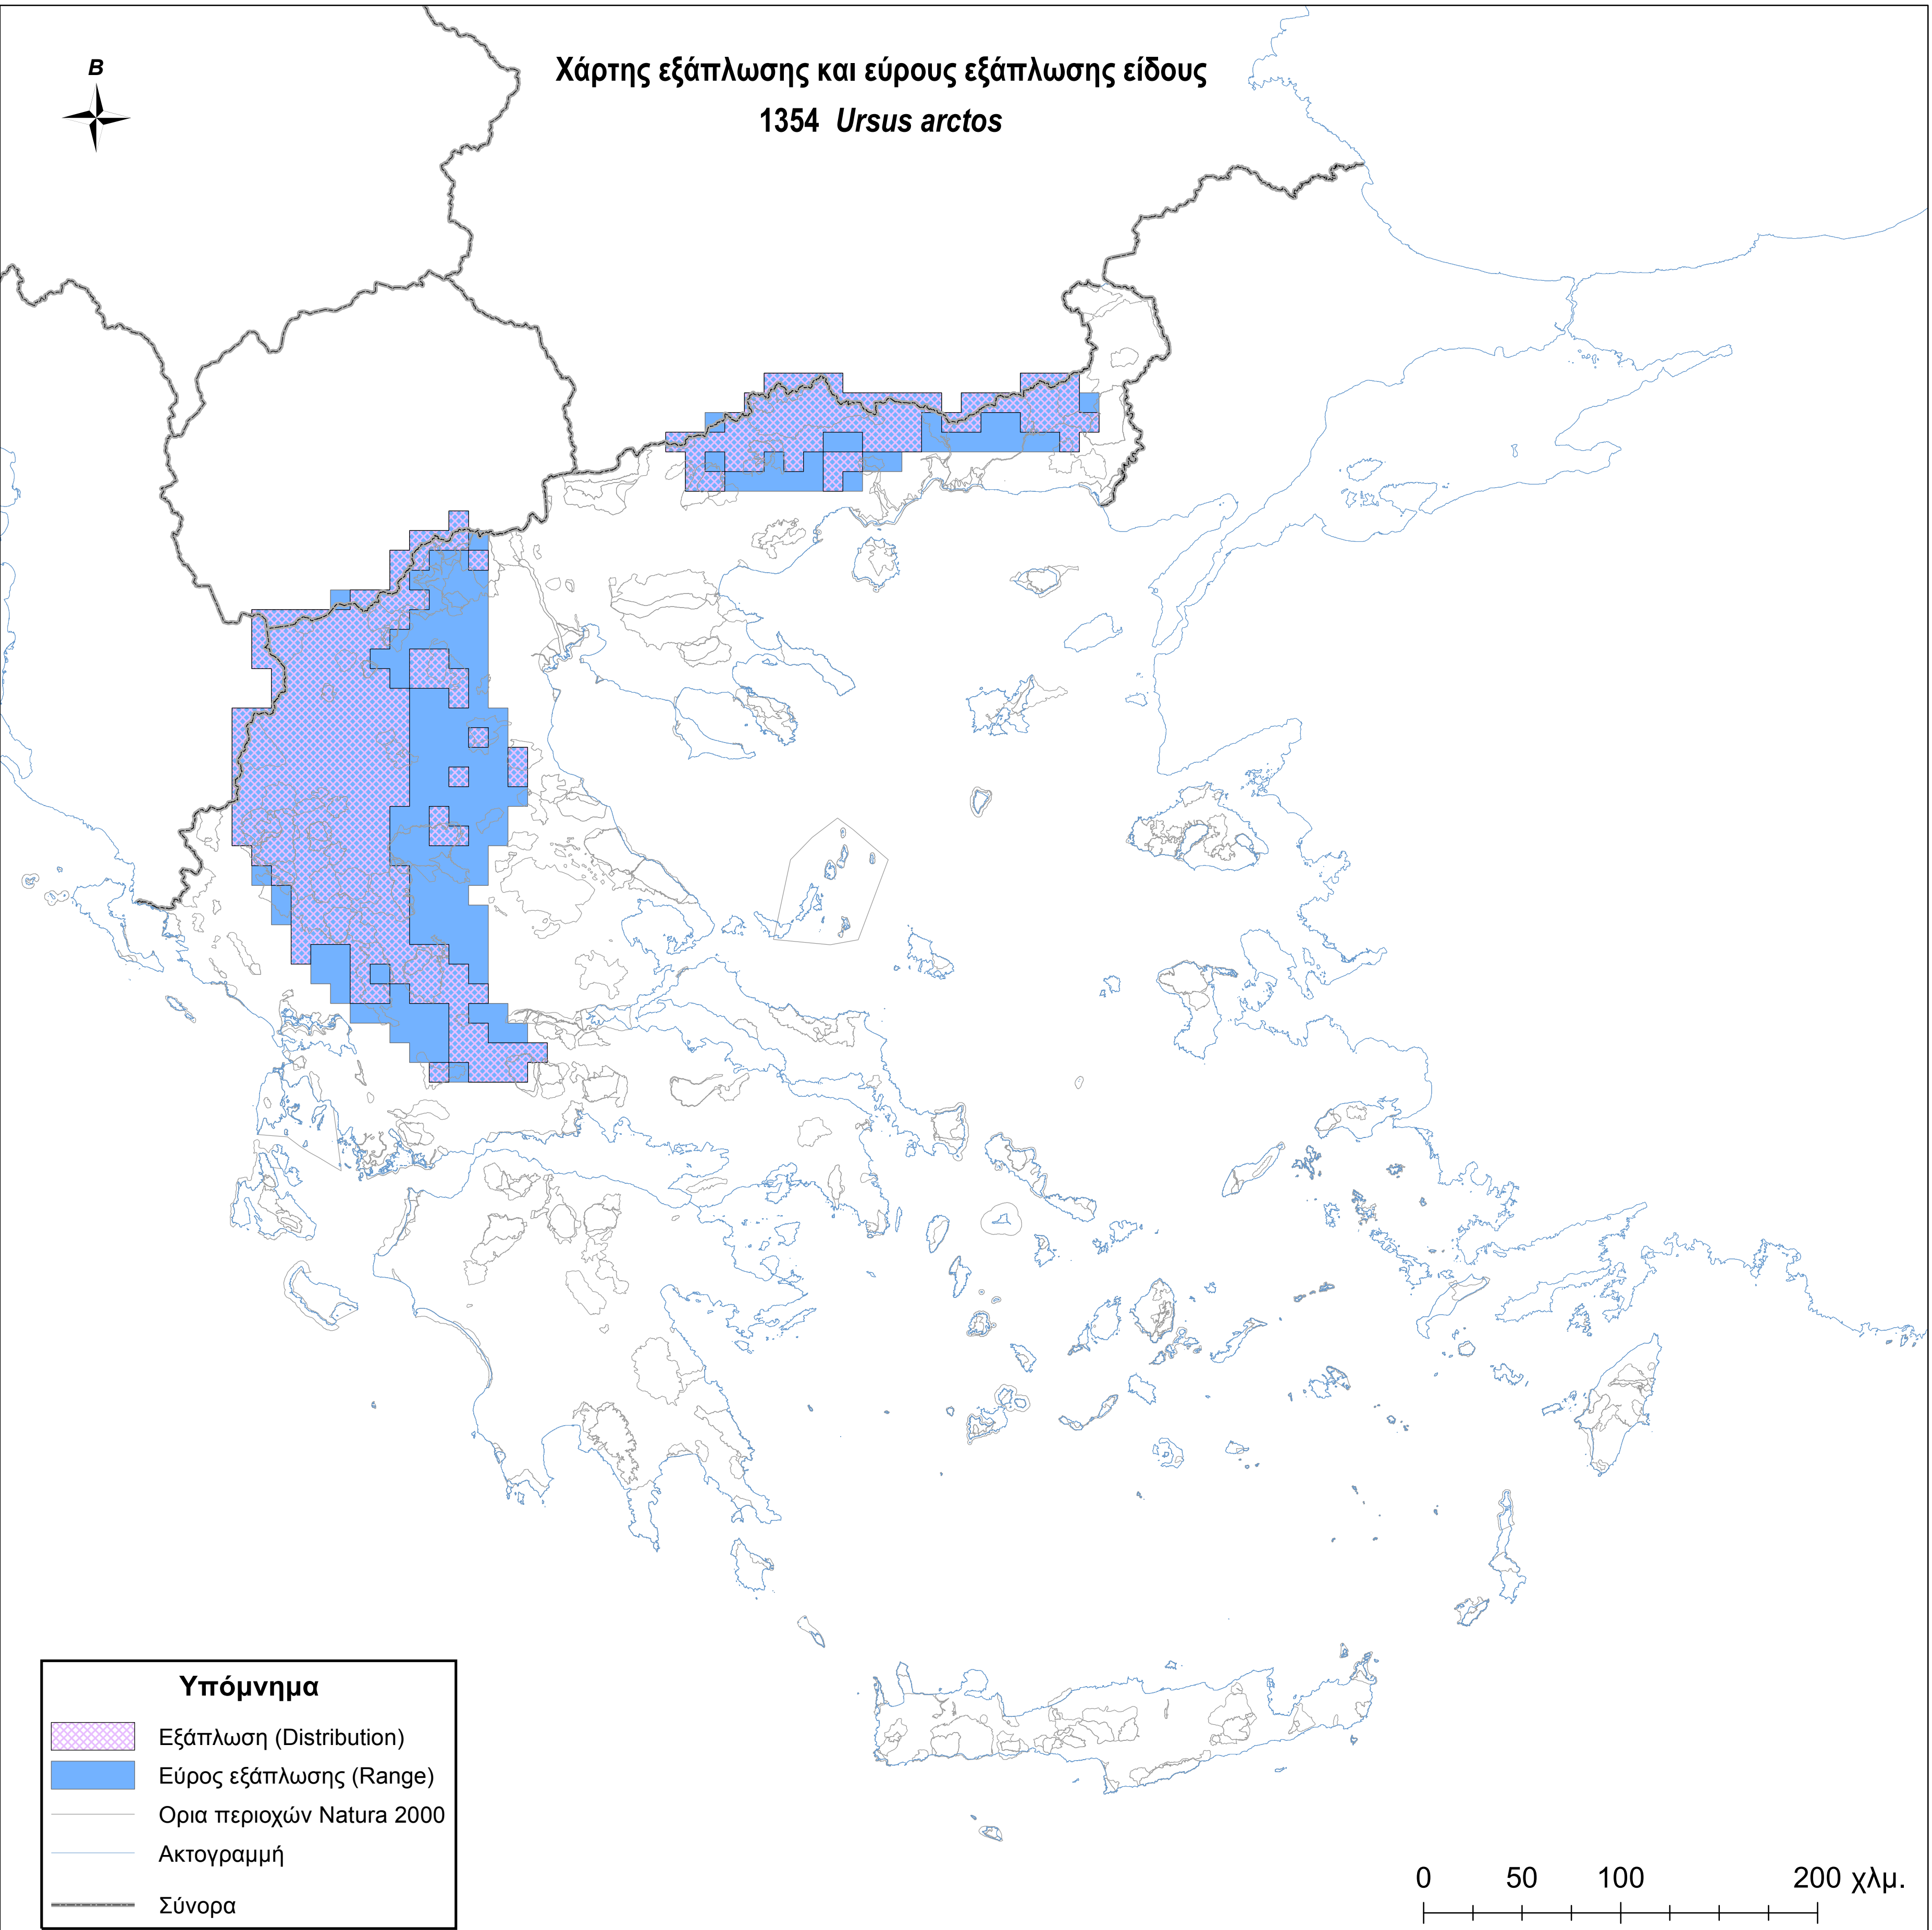 Χάρτης εξάπλωσης και εύρους εξάπλωσης είδους
1354 Ursus arctos
Β
Υπόμνημα
Εξάπλωση (Distribution)
Εύρος εξάπλωσης (Range)
Ορια περιοχών Natura 2000
Ακτογραμμή
Σύνορα
0 50 100 200 χλμ.